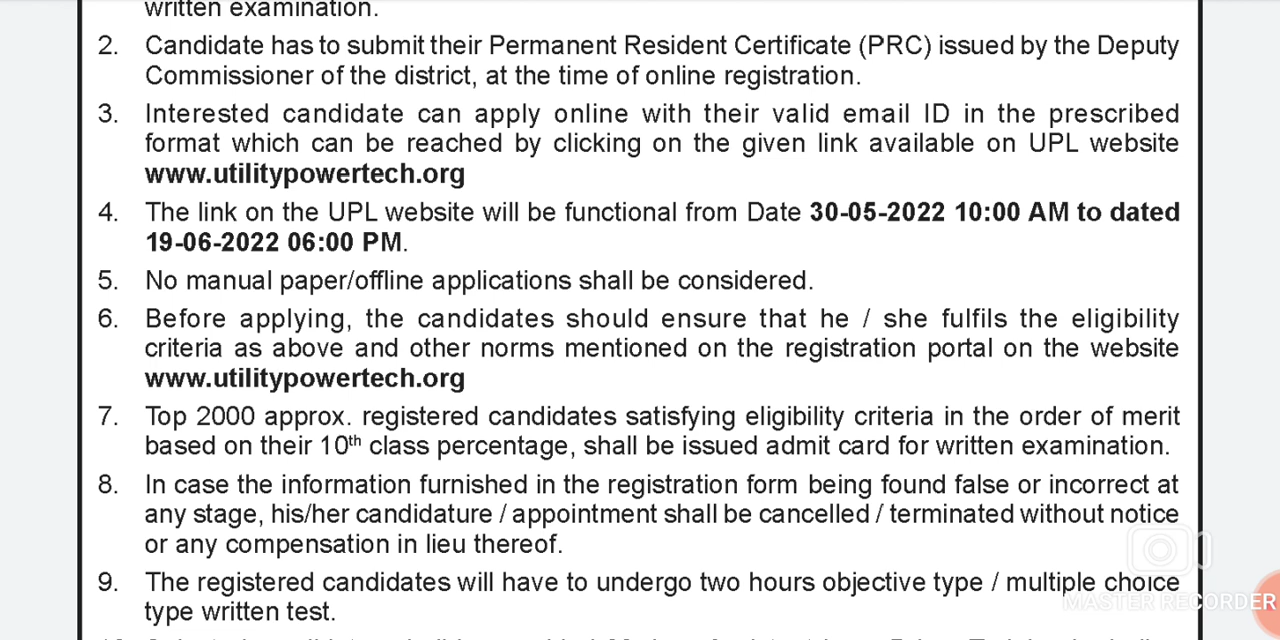 written examination.
2. Candidate has to submit their Permanent Resident Certificate (PRC) issued by the Deputy
Commissioner of the district, at the time of online registration.
3. Interested candidate can apply online with their valid email ID in the prescribed
format which can be reached by clicking on the given link available on UPL website
www.utilitypowertech.org
4. The link on the UPL website will be functional from Date 30-05-2022 10:00 AM to dated
19-06-2022 06:00 PM.
5. No manual paper/offline applications shall be considered.
6. Before applying, the candidates should ensure that he / she fulfils the eligibility
criteria as above and other norms mentioned on the registration portal on the website
www.utilitypowertech.org
7. Top 2000 approx. registered candidates satisfying eligibility criteria in the order of merit
based on their 10th class percentage, shall be issued admit card for written examination.
8. In case the information furnished in the registration form being found false or incorrect at
any stage, his/her candidature / appointment shall be cancelled / terminated without notice
or any compensation in lieu thereof.
9. The registered candidates will have to undergo two hours objective type / multiple choice
type written test.
MASTER RECORDER